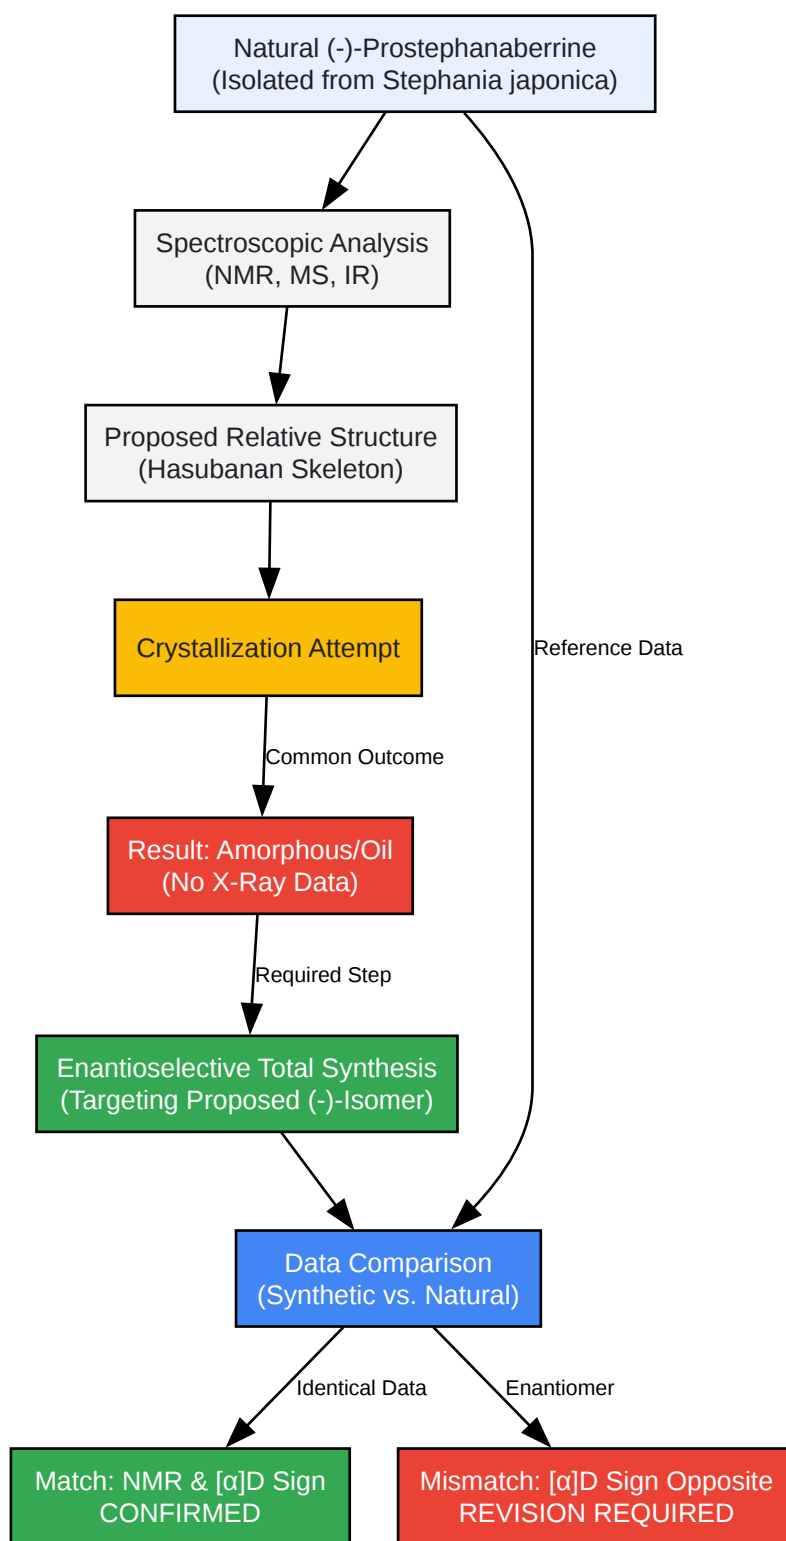 Natural (-)-Prostephanaberrine
(Isolated from Stephania japonica)
Spectroscopic Analysis
(NMR, MS, IR)
Proposed Relative Structure
(Hasubanan Skeleton)
Crystallization Attempt
Reference Data
Common Outcome
Result: Amorphous/Oil
(No X-Ray Data)
Required Step
Enantioselective Total Synthesis
(Targeting Proposed (-)-Isomer)
Data Comparison
(Synthetic vs. Natural)
Identical Data
Enantiomer
Match: NMR & [α]D Sign
CONFIRMED
Mismatch: [α]D Sign Opposite
REVISION REQUIRED